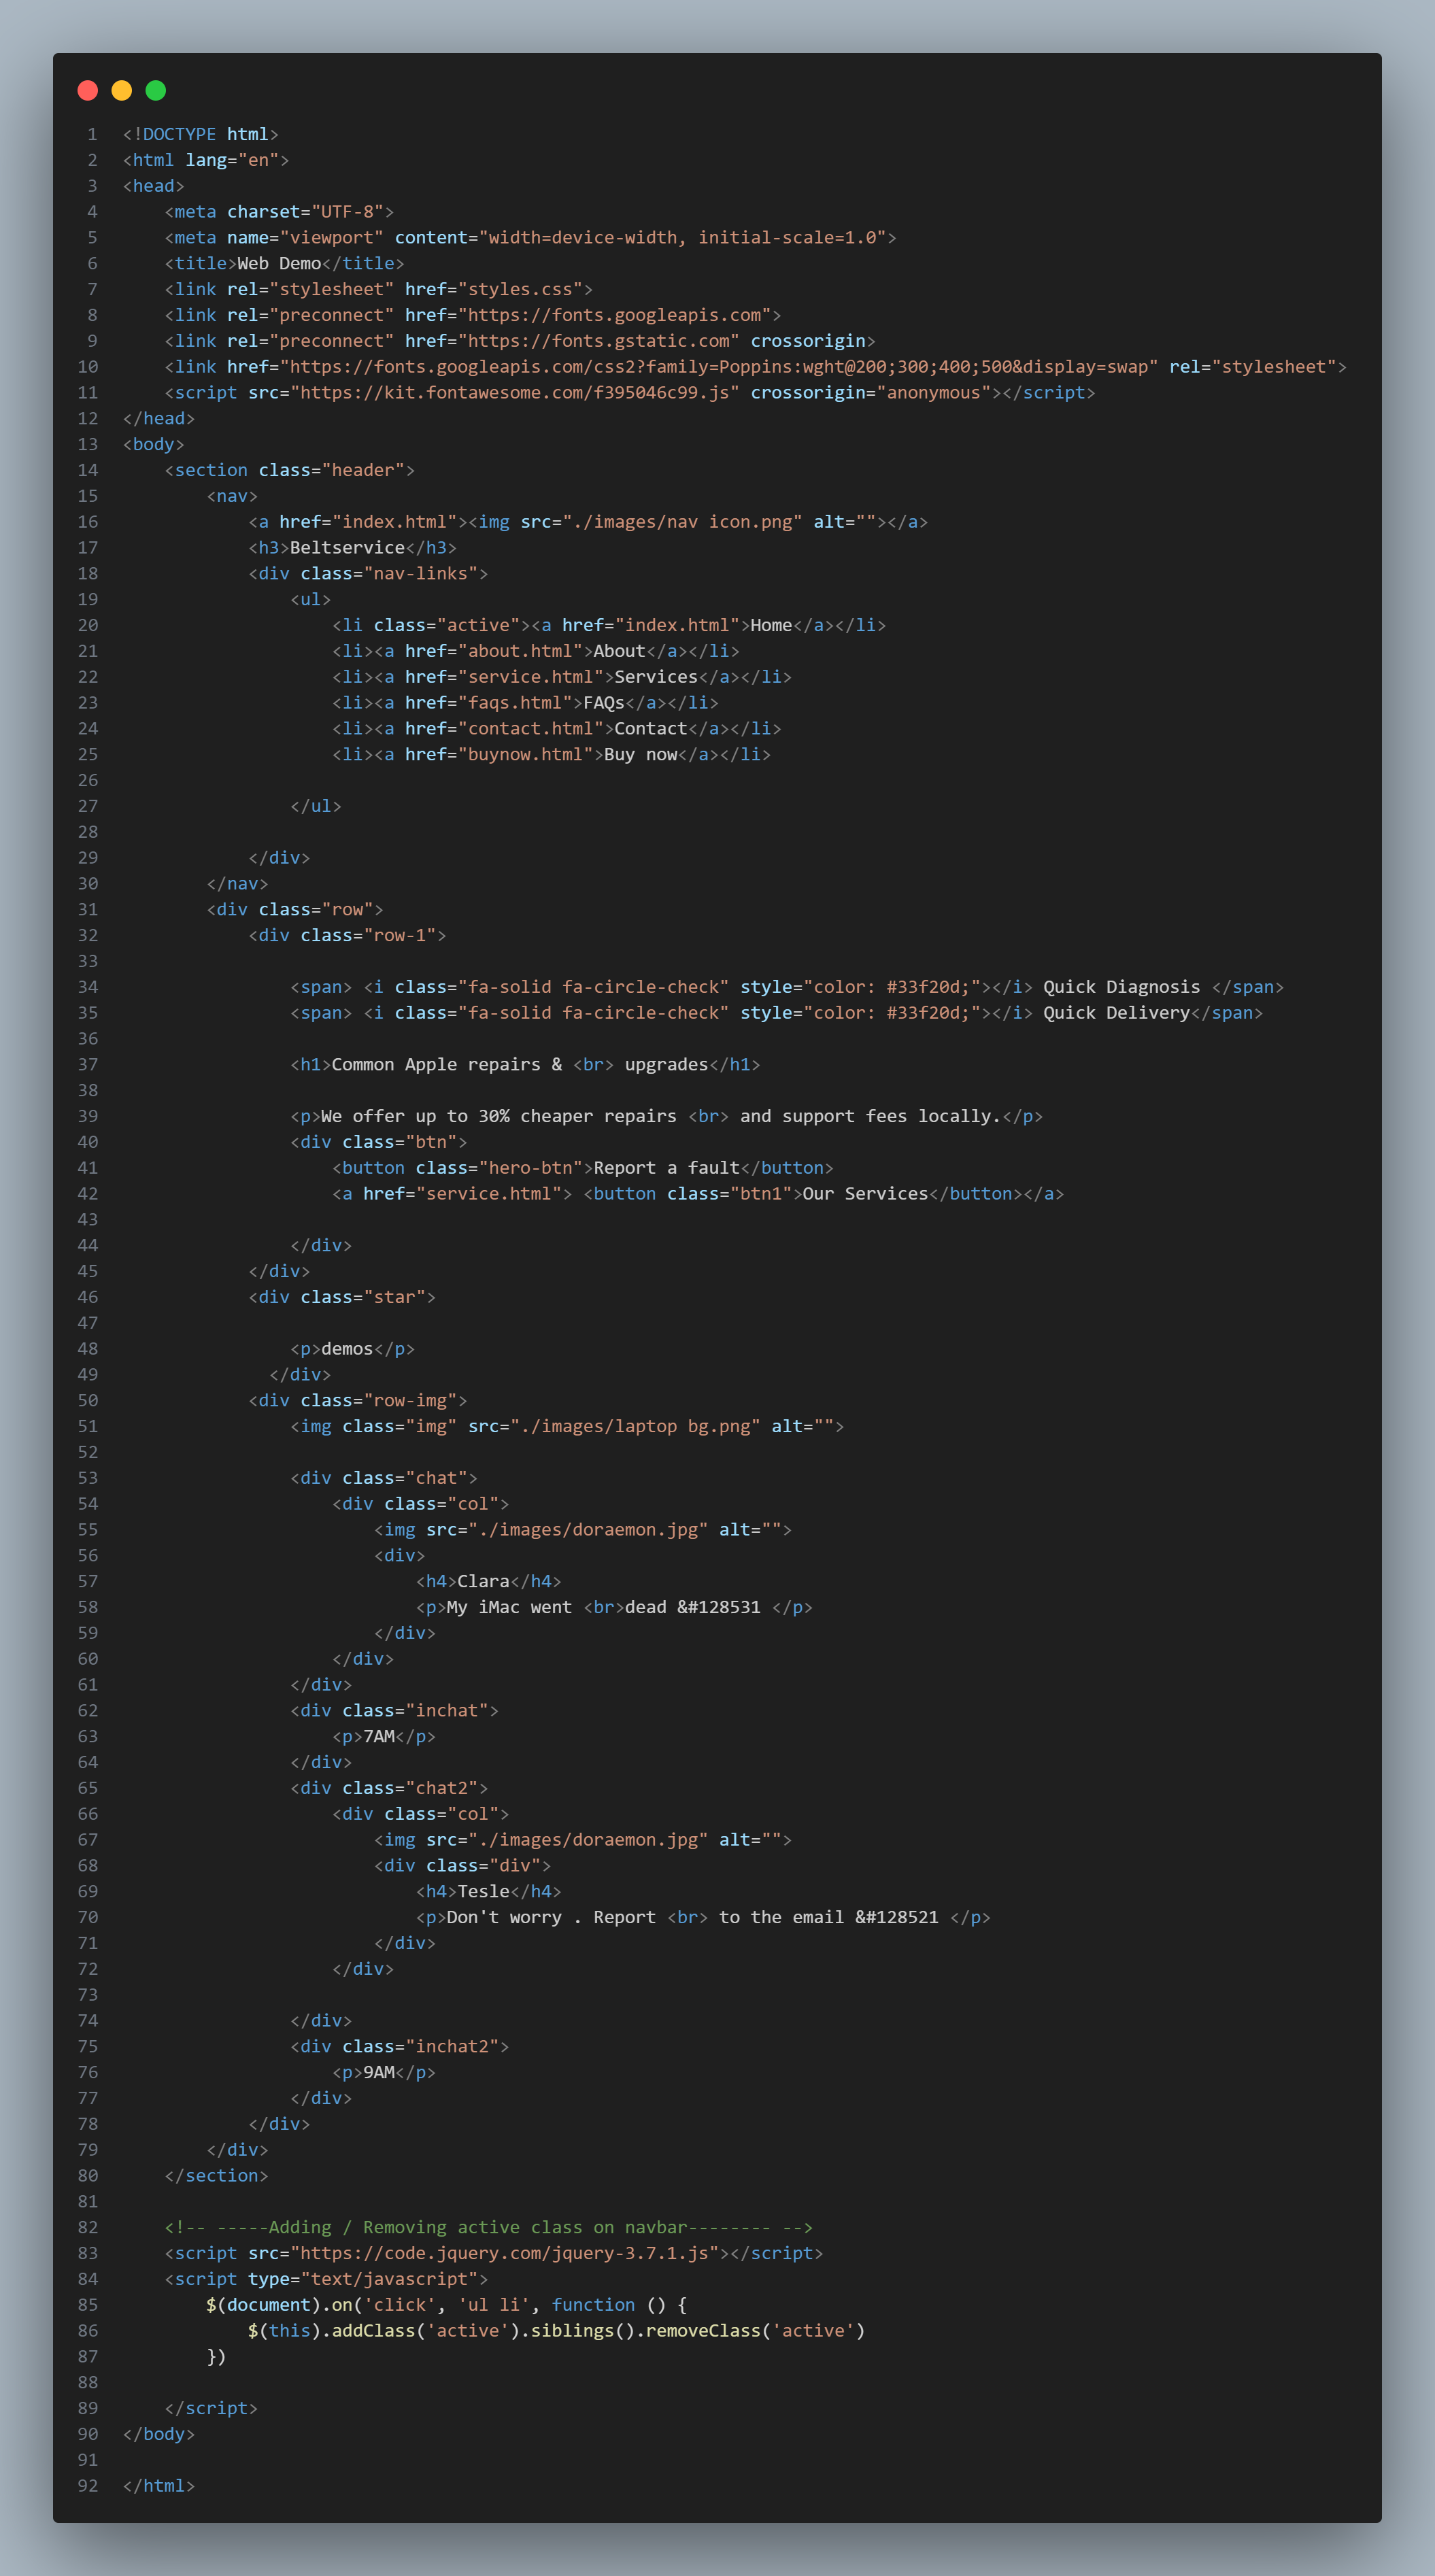 1 <!DOCTYPE html>
2 <html lang="en">
3 <head>
4     <meta charset="UTF-8">
5     <meta name="viewport" content="width=device-width, initial-scale=1.0">
6     <title>Web Demo</title>
7     <link rel="stylesheet" href="styles.css">
8     <link rel="preconnect" href="https://fonts.googleapis.com">
9     <link rel="preconnect" href="https://fonts.gstatic.com" crossorigin>
10     <link href="https://fonts.googleapis.com/css2?family=Poppins:wght@200;300;400;500&display=swap" rel="stylesheet">
11     <script src="https://kit.fontawesome.com/f395046c99.js" crossorigin="anonymous"></script>
12 </head>
13 <body>
14     <section class="header">
15         <nav>
16             <a href="index.html"><img src="./images/nav icon.png" alt=""></a>
17             <h3>Beltservice</h3>
18             <div class="nav-links">
19                 <ul>
20                     <li class="active"><a href="index.html">Home</a></li>
21                     <li><a href="about.html">About</a></li>
22                     <li><a href="service.html">Services</a></li>
23                     <li><a href="faqs.html">FAQs</a></li>
24                     <li><a href="contact.html">Contact</a></li>
25                     <li><a href="buynow.html">Buy now</a></li>
26
27                 </ul>
28
29             </div>
30         </nav>
31         <div class="row">
32             <div class="row-1">
33
34                 <span> <i class="fa-solid fa-circle-check" style="color: #33f20d;"></i> Quick Diagnosis </span>
35                 <span> <i class="fa-solid fa-circle-check" style="color: #33f20d;"></i> Quick Delivery</span>
36
37                 <h1>Common Apple repairs & <br> upgrades</h1>
38
39                 <p>We offer up to 30% cheaper repairs <br> and support fees locally.</p>
40                 <div class="btn">
41                     <button class="hero-btn">Report a fault</button>
42                     <a href="service.html"> <button class="btn1">Our Services</button></a>
43
44                 </div>
45             </div>
46             <div class="star">
47
48                 <p>demos</p>
49               </div>
50             <div class="row-img">
51                 <img class="img" src="./images/laptop bg.png" alt="">
52
53                 <div class="chat">
54                     <div class="col">
55                         <img src="./images/doraemon.jpg" alt="">
56                         <div>
57                             <h4>Clara</h4>
58                             <p>My iMac went <br>dead &#128531 </p>
59                         </div>
60                     </div>
61                 </div>
62                 <div class="inchat">
63                     <p>7AM</p>
64                 </div>
65                 <div class="chat2">
66                     <div class="col">
67                         <img src="./images/doraemon.jpg" alt="">
68                         <div class="div">
69                             <h4>Tesle</h4>
70                             <p>Don't worry . Report <br> to the email &#128521 </p>
71                         </div>
72                     </div>
73
74                 </div>
75                 <div class="inchat2">
76                     <p>9AM</p>
77                 </div>
78             </div>
79         </div>
80     </section>
81
82     <!-- -----Adding / Removing active class on navbar-------- -->
83     <script src="https://code.jquery.com/jquery-3.7.1.js"></script>
84     <script type="text/javascript">
85         $(document).on('click', 'ul li', function () {
86             $(this).addClass('active').siblings().removeClass('active')
87         })
88
89     </script>
90 </body>
91
92 </html>